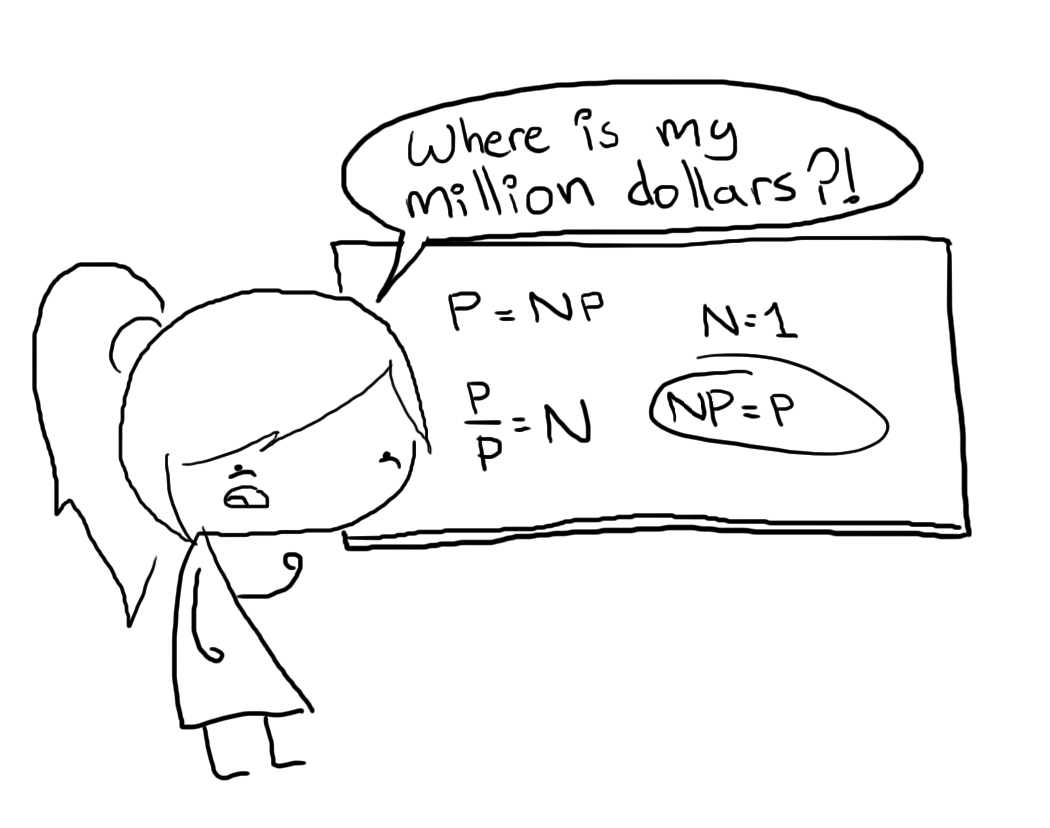 Where is my
million dollars?!
P = NP
P/P = N
N=1
NP=P